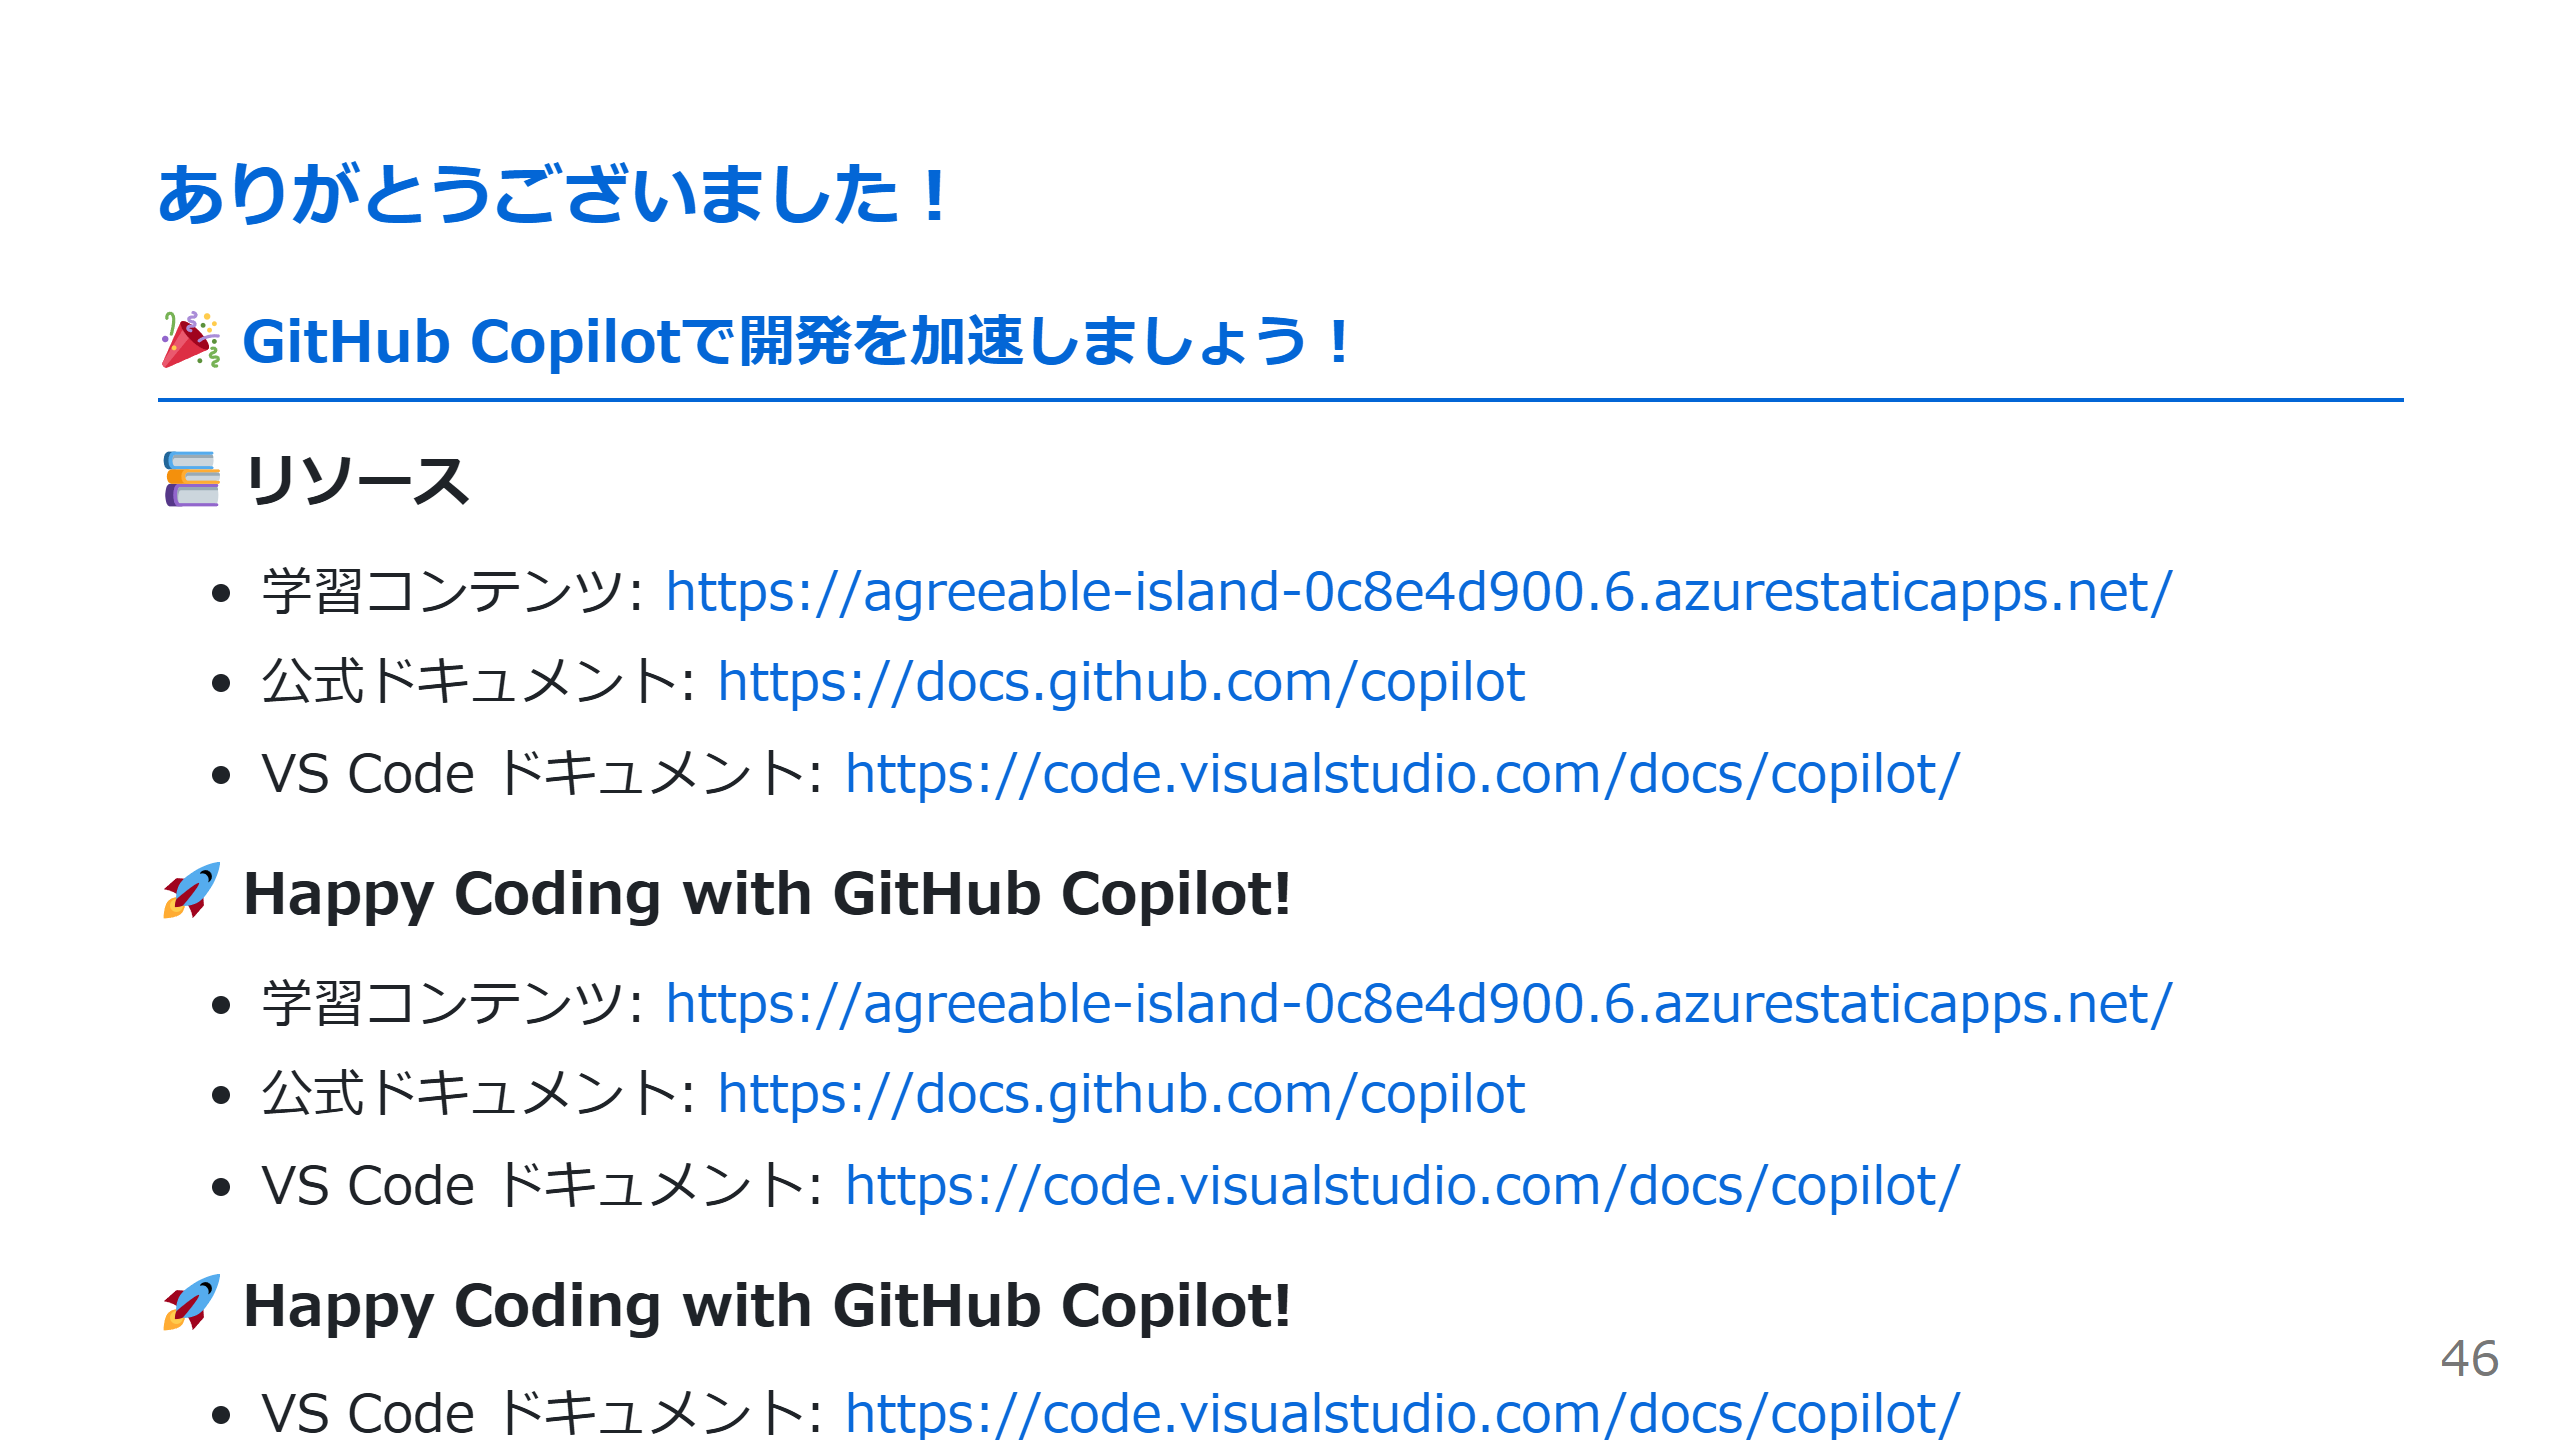 ありがとうございました！
🎉 GitHub Copilotで開発を加速しましょう！
📚 リソース
• 学習コンテンツ: https://agreeable-island-0c8e4d900.6.azurestaticapps.net/
• 公式ドキュメント: https://docs.github.com/copilot
• VS Code ドキュメント: https://code.visualstudio.com/docs/copilot/
🚀 Happy Coding with GitHub Copilot!
• 学習コンテンツ: https://agreeable-island-0c8e4d900.6.azurestaticapps.net/
• 公式ドキュメント: https://docs.github.com/copilot
• VS Code ドキュメント: https://code.visualstudio.com/docs/copilot/
🚀 Happy Coding with GitHub Copilot!
46
• VS Code ドキュメント: https://code.visualstudio.com/docs/copilot/